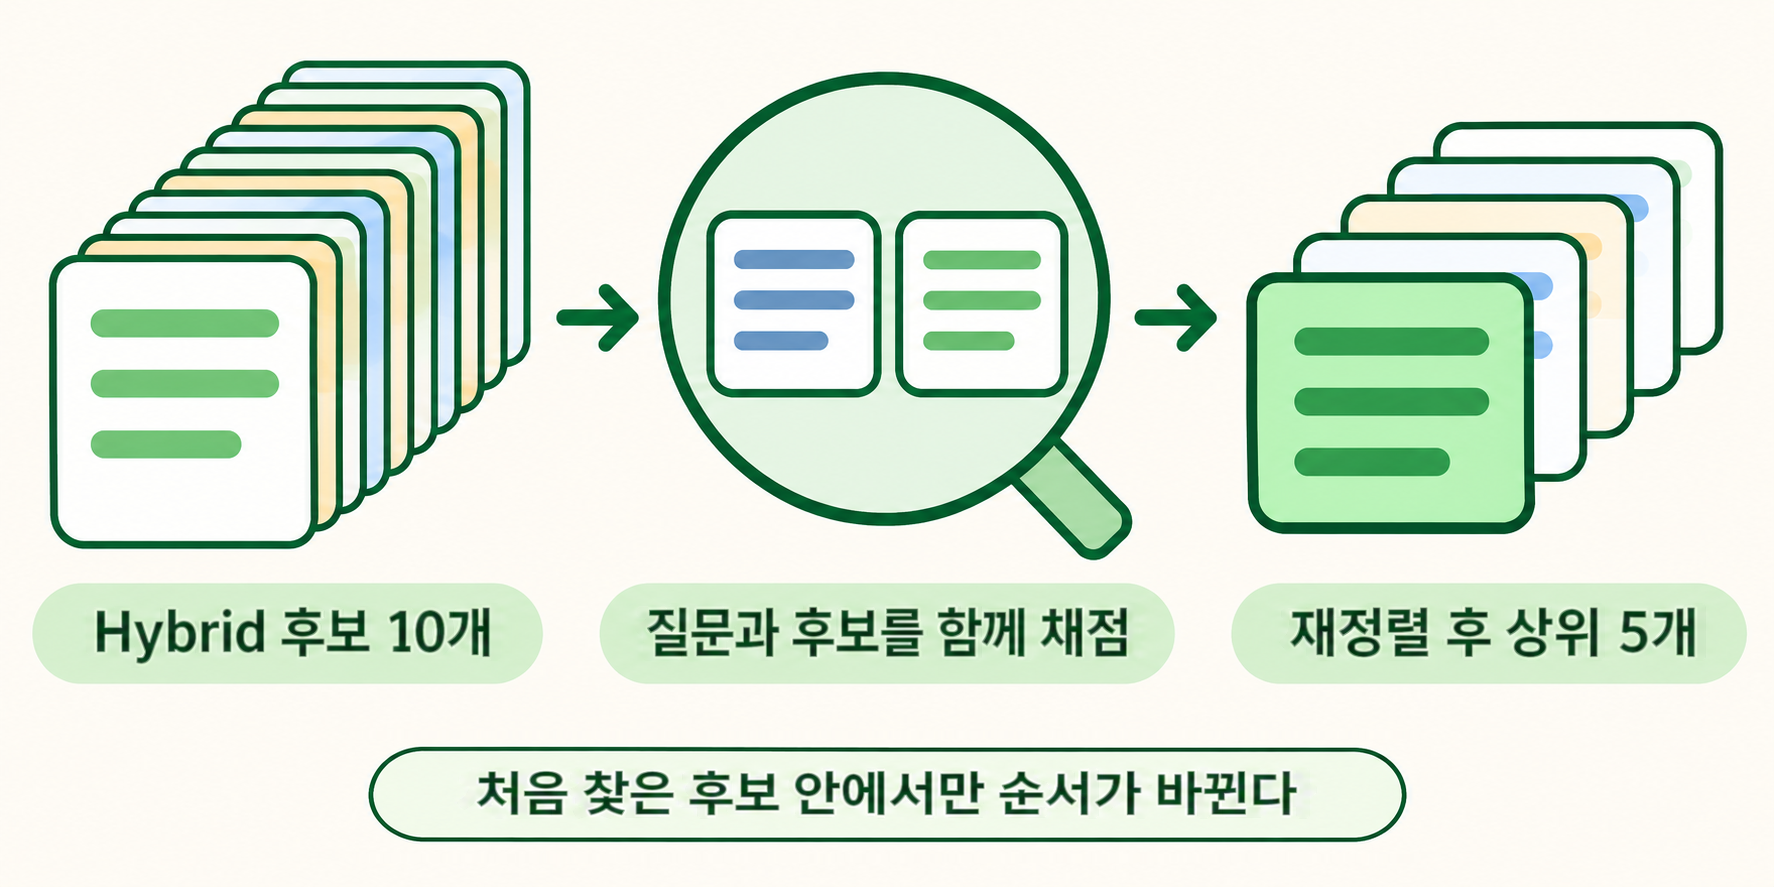 Hybrid 후보 10개
질문과 후보를 함께 채점
재정렬 후 상위 5개
처음 찾은 후보 안에서만 순서가 바뀐다